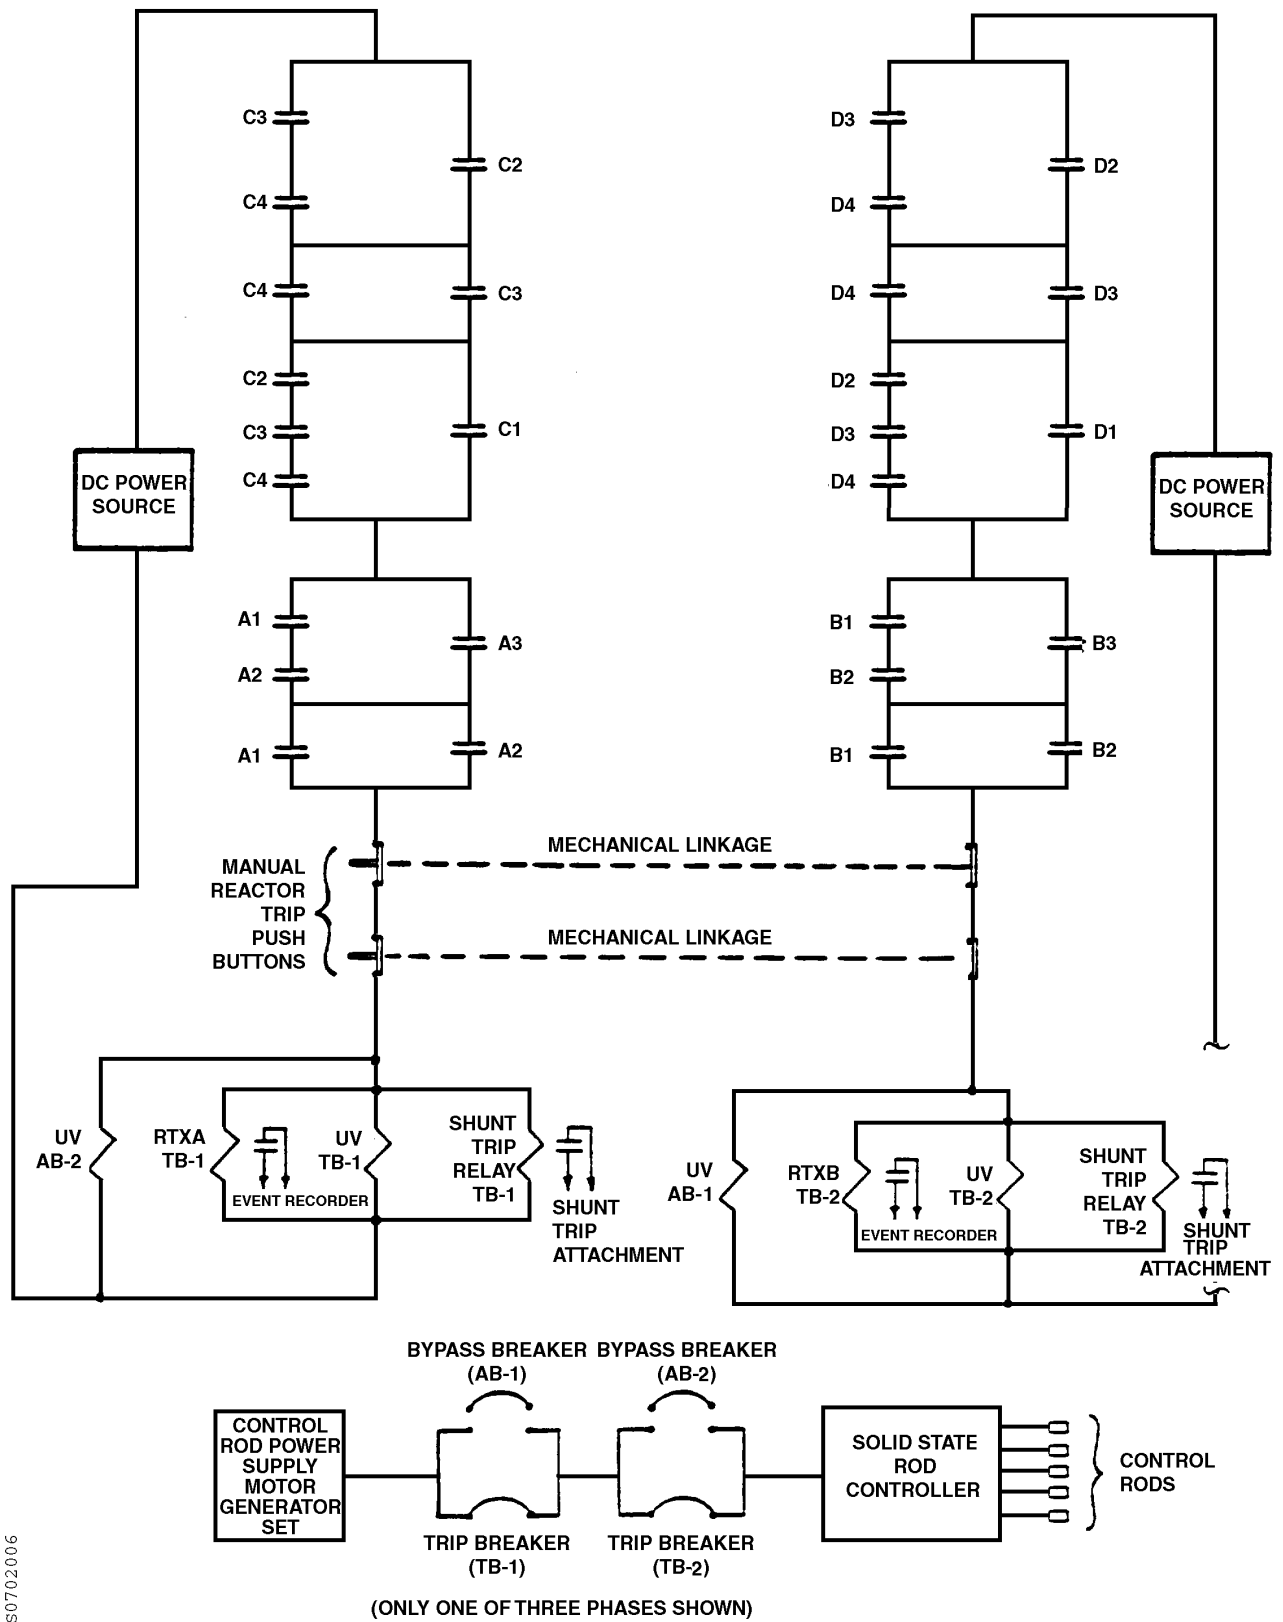 C3
C2
C4
C4
C3
C2
C3
C1
C4
DC POWER
SOURCE
A1
A3
A2
A1
A2
D3
D2
D4
D4
D3
D2
D3
D1
D4
DC POWER
SOURCE
B1
B3
B2
B1
B2
MANUAL
REACTOR
TRIP
PUSH
BUTTONS
MECHANICAL LINKAGE
MECHANICAL LINKAGE
UV
AB-2
RTXA
TB-1
EVENT RECORDER
UV
TB-1
SHUNT
TRIP
RELAY
TB-1
SHUNT
TRIP
ATTACHMENT
UV
AB-1
RTXB
TB-2
EVENT RECORDER
UV
TB-2
SHUNT
TRIP
RELAY
TB-2
SHUNT
TRIP
ATTACHMENT
BYPASS BREAKER
(AB-1)
BYPASS BREAKER
(AB-2)
CONTROL
ROD POWER
SUPPLY
MOTOR
GENERATOR
SET
TRIP BREAKER
(TB-1)
TRIP BREAKER
(TB-2)
SOLID STATE
ROD
CONTROLLER
CONTROL
RODS
(ONLY ONE OF THREE PHASES SHOWN)
S0702006